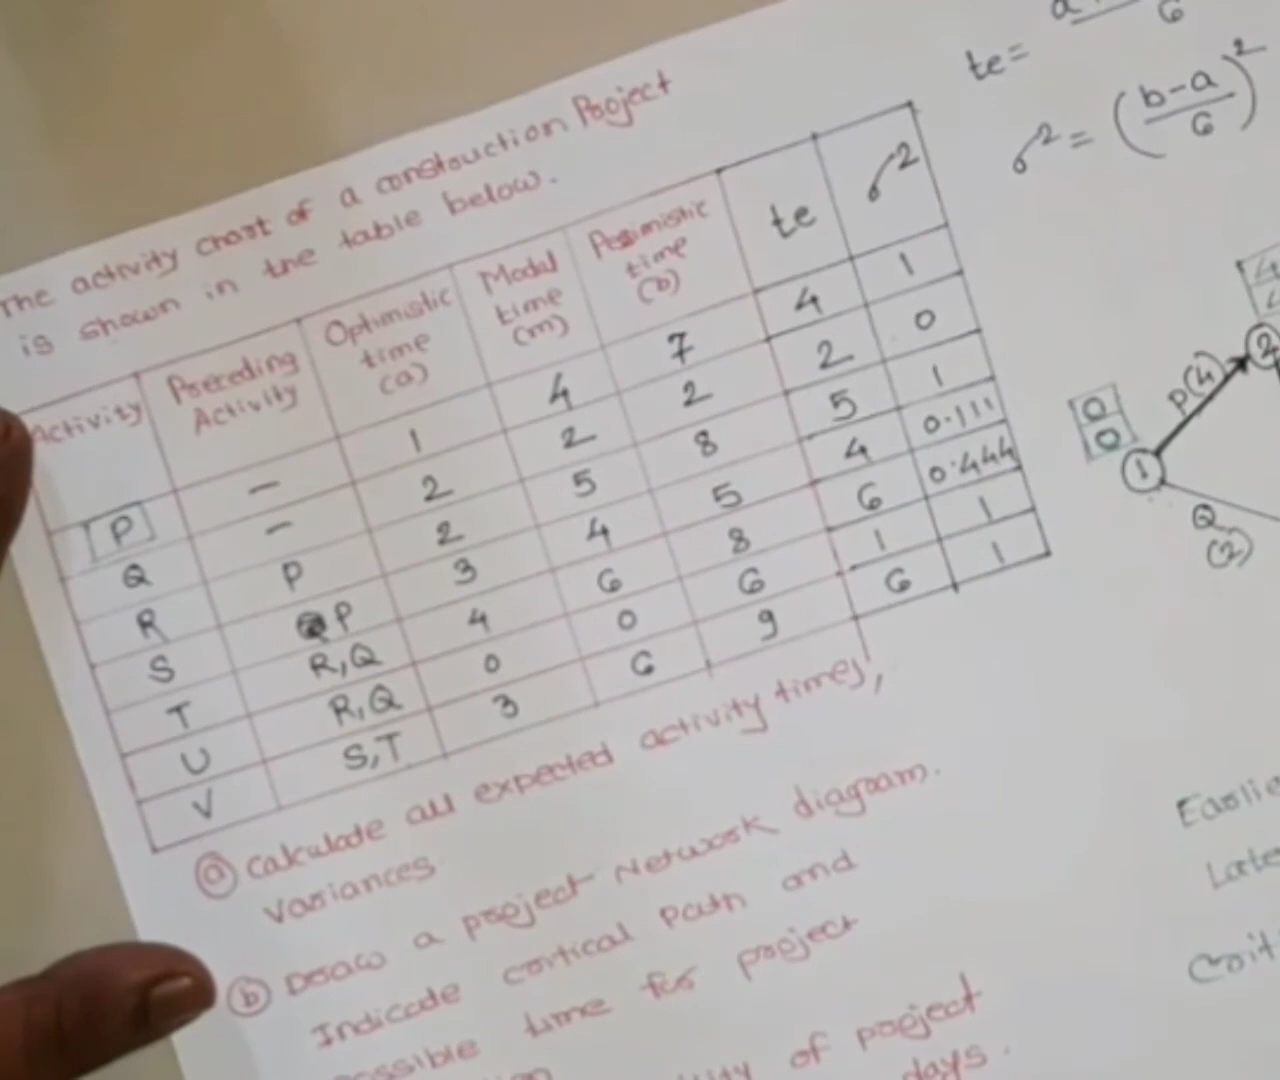 The activity chart of a construction Project
is shown in the table below.
Activity Preceding Activity Optimistic time (a) Modal time (m) Pessimistic time (b) te σ²
P - 1 4 7 4 1
Q - 2 2 2 2 0
R P 2 5 8 5 1
S P 3 4 5 4 0.111
T R,Q 4 6 8 6 0.444
U R,Q 0 0 6 1 1
V S,T 3 6 9 6 1
(a) Calculate all expected activity times,
variances
(b) Draw a project Network diagram.
Indicate cortical path and
time for project
of project
days.
te =
6
σ² = (b-a/6)²
0
0
1
P(4)
2
Q
(2)